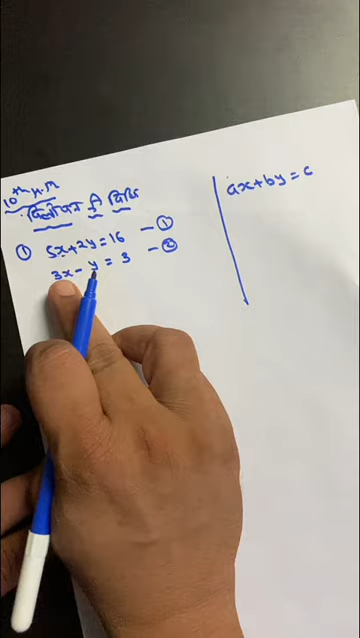 10th M.M
विलोपन की विधि
① 5x+2y=16 —①
3x - y = 3 —②
ax+by=c